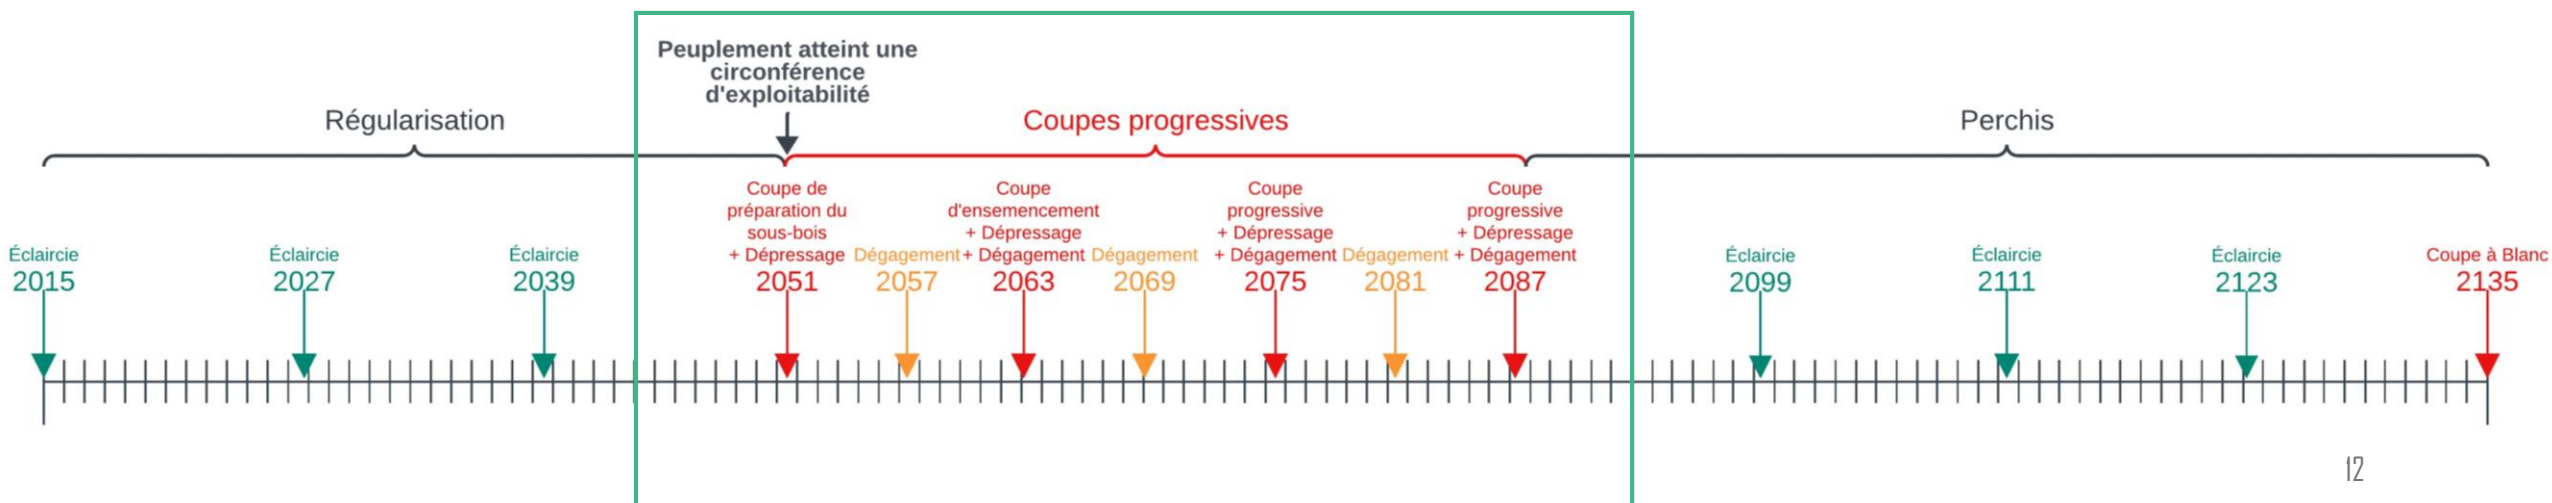 Peuplement atteint une
circonférence
d'exploitabilité
Régularisation
Coupes progressives
Perchis
Éclaircie
2015
Éclaircie
2027
Éclaircie
2039
Coupe de
préparation du
sous-bois
+ Dépressage
2051
Dégagement
2057
Coupe
d'ensemencement
+ Dépressage
+ Dégagement
2063
Dégagement
2069
Coupe
progressive
+ Dépressage
+ Dégagement
2075
Dégagement
2081
Coupe
progressive
+ Dépressage
+ Dégagement
2087
Éclaircie
2099
Éclaircie
2111
Éclaircie
2123
Coupe à Blanc
2135
12